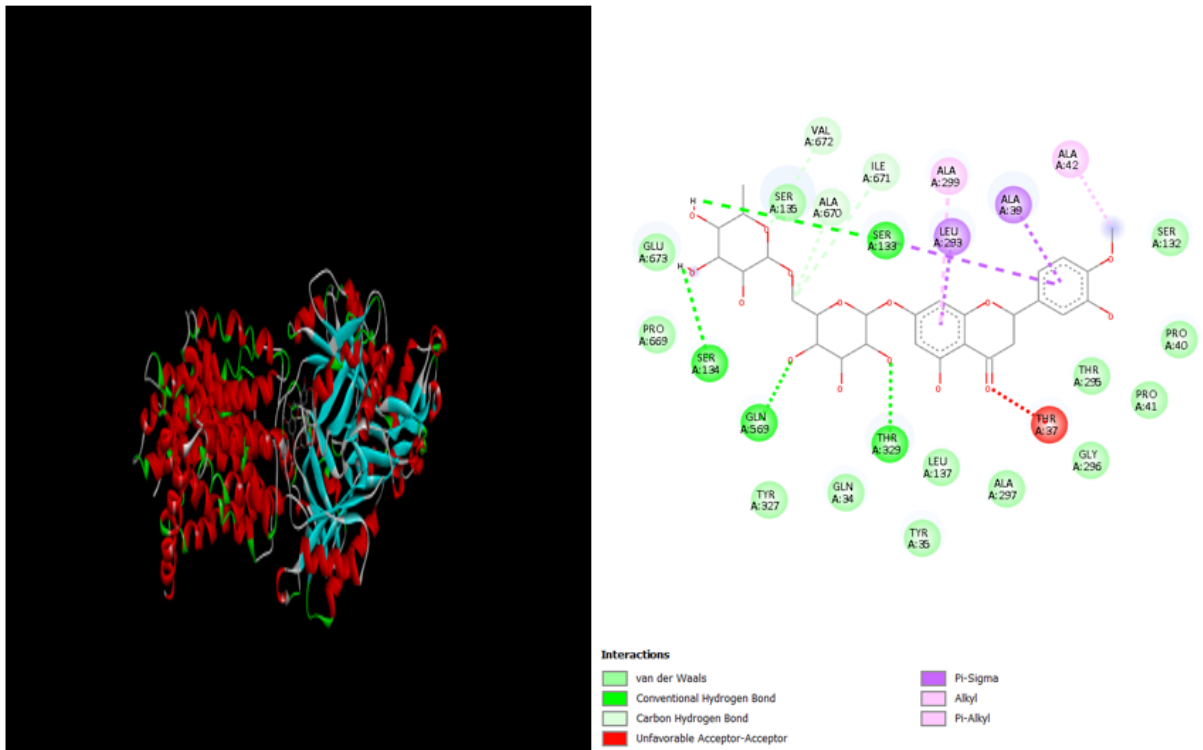 VAL
A:672
ILE
A:671
ALA
A:299
ALA
A:42
SER
A:135
ALA
A:670
ALA
A:39
H
O
O
SER
A:133
LEU
A:293
SER
A:132
GLU
A:673
H
O
O
O
O
O
O
O
O
O
PRO
A:669
SER
A:134
O
O
O
O
O
PRO
A:40
THR
A:295
PRO
A:41
GLN
A:569
THR
A:329
THR
A:37
LEU
A:137
GLY
A:296
TYR
A:327
GLN
A:34
ALA
A:297
TYR
A:35
Interactions
van der Waals
Conventional Hydrogen Bond
Carbon Hydrogen Bond
Unfavorable Acceptor-Acceptor
Pi-Sigma
Alkyl
Pi-Alkyl